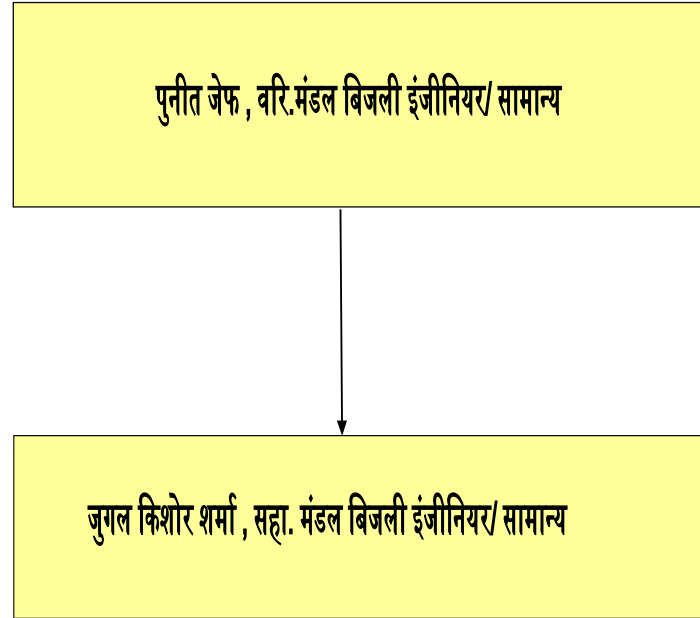 पुनीत जेफ , वरि.मंडल बिजली इंजीनियर/ सामान्य
जुगल किशोर शर्मा , सहा. मंडल बिजली इंजीनियर/ सामान्य